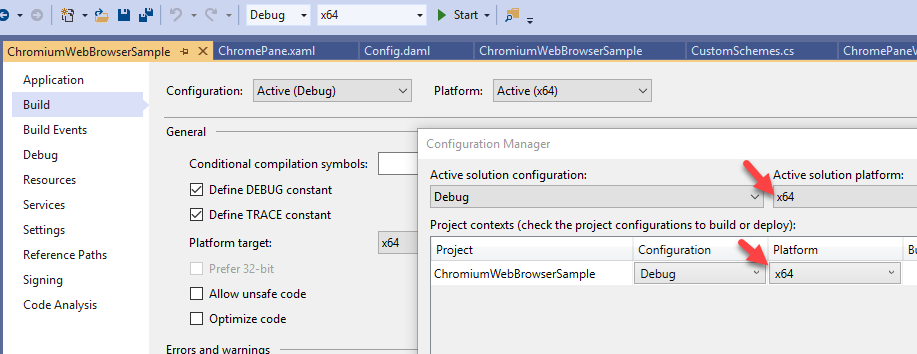 Debug x64 Start
ChromiumWebBrowserSample ChromePane.xaml Config.daml ChromiumWebBrowserSample CustomSchemes.cs ChromePaneV
Application
Build
Build Events
Debug
Resources
Services
Settings
Reference Paths
Signing
Code Analysis
Configuration: Active (Debug) Platform: Active (x64)
General
Conditional compilation symbols:
Define DEBUG constant
Define TRACE constant
Platform target: x64
Prefer 32-bit
Allow unsafe code
Optimize code
Errors and warnings
Configuration Manager
Active solution configuration: Active solution platform:
Debug x64
Project contexts (check the project configurations to build or deploy):
Project Configuration Platform Bu
ChromiumWebBrowserSample Debug x64